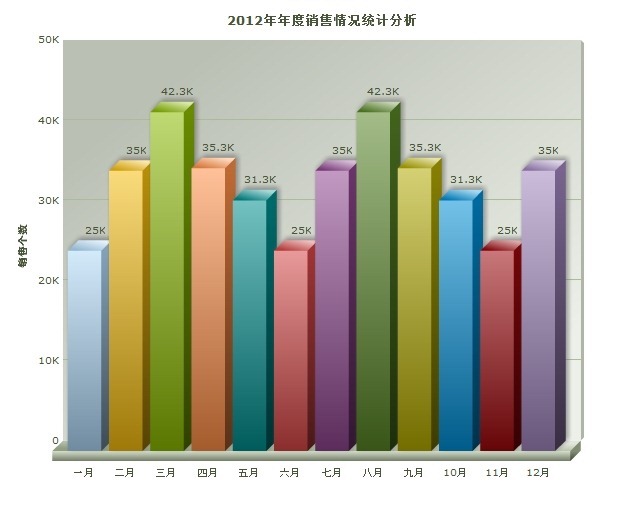 2012年年度销售情况统计分析
50K
40K
30K
20K
10K
0
销售个数
25K
35K
42.3K
35.3K
31.3K
25K
35K
42.3K
35.3K
31.3K
25K
35K
一月 二月 三月 四月 五月 六月 七月 八月 九月 10月 11月 12月